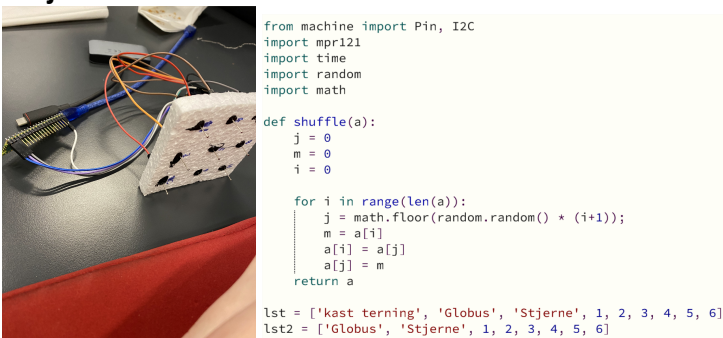 from machine import Pin, I2C
import mpr121
import time
import random
import math

def shuffle(a):
    j = 0
    m = 0
    i = 0

    for i in range(len(a)):
        j = math.floor(random.random() * (i+1));
        m = a[i]
        a[i] = a[j]
        a[j] = m
    return a

lst = ['kast terning', 'Globus', 'Stjerne', 1, 2, 3, 4, 5, 6]
lst2 = ['Globus', 'Stjerne', 1, 2, 3, 4, 5, 6]